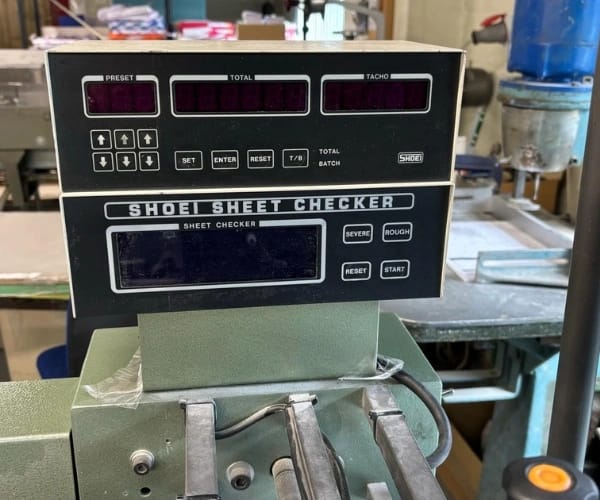 PRESET TOTAL TACHO
SET ENTER RESET T/B TOTAL
BATCH
SHOEI
SHOEI SHEET CHECKER
SHEET CHECKER
SEVERE ROUGH
RESET START